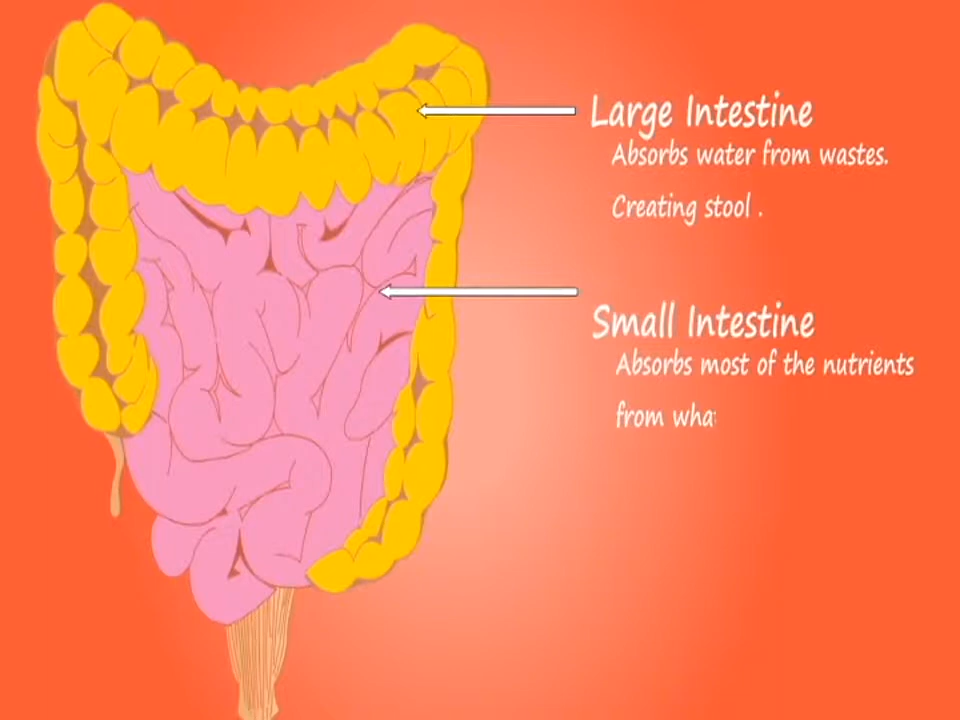 Large Intestine
Absorbs water from wastes.
Creating stool .
Small Intestine
Absorbs most of the nutrients
from wha